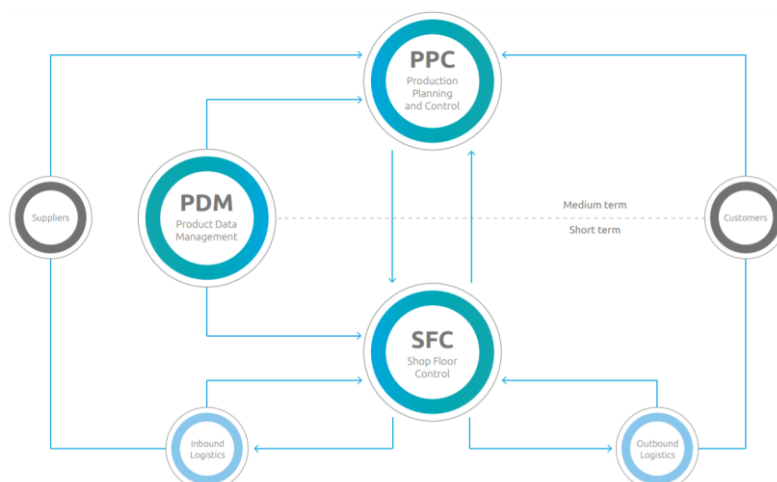 PPC
Production
Planning
and Control
PDM
Product Data
Management
Suppliers
Medium term
Short term
Customers
SFC
Shop Floor
Control
Inbound
Logistics
Outbound
Logistics